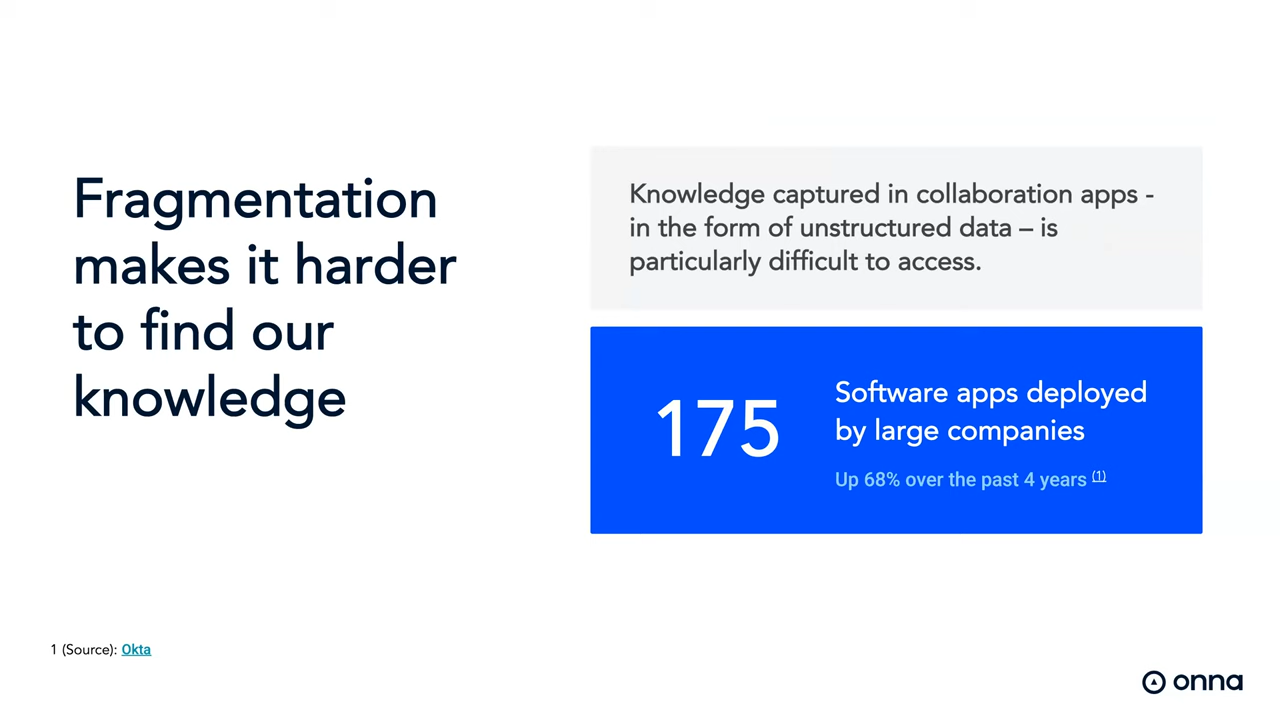 Fragmentation
makes it harder
to find our
knowledge
Knowledge captured in collaboration apps -
in the form of unstructured data – is
particularly difficult to access.
175
Software apps deployed
by large companies
Up 68% over the past 4 years (1)
1 (Source): Okta
onna